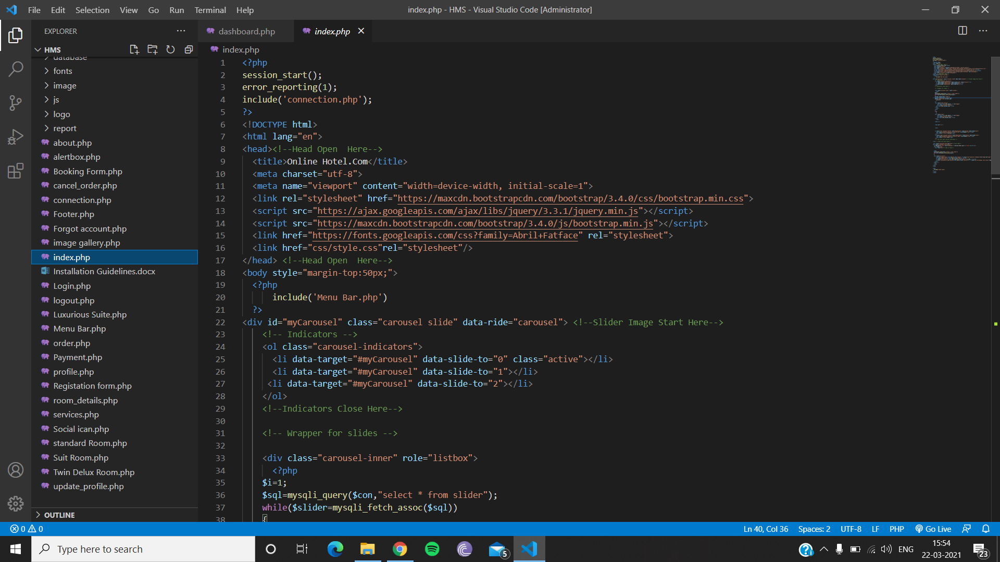 File Edit Selection View Go Run Terminal Help
index.php - HMS - Visual Studio Code [Administrator]
EXPLORER
HMS
database
fonts
image
js
logo
report
about.php
alertbox.php
Booking Form.php
cancel_order.php
connection.php
Footer.php
Forgot account.php
image gallery.php
index.php
Installation Guidelines.docx
Login.php
logout.php
Luxurious Suite.php
Menu Bar.php
order.php
Payment.php
profile.php
Registation form.php
room_details.php
services.php
Social ican.php
standard Room.php
Suit Room.php
Twin Delux Room.php
update_profile.php
OUTLINE
dashboard.php
index.php
index.php
1 <?php
2 session_start();
3 error_reporting(1);
4 include('connection.php');
5 ?>
6 <!DOCTYPE html>
7 <html lang="en">
8 <head><!--Head Open  Here-->
9   <title>Online Hotel.Com</title>
10   <meta charset="utf-8">
11   <meta name="viewport" content="width=device-width, initial-scale=1">
12   <link rel="stylesheet" href="https://maxcdn.bootstrapcdn.com/bootstrap/3.4.0/css/bootstrap.min.css">
13   <script src="https://ajax.googleapis.com/ajax/libs/jquery/3.3.1/jquery.min.js"></script>
14   <script src="https://maxcdn.bootstrapcdn.com/bootstrap/3.4.0/js/bootstrap.min.js"></script>
15   <link href="https://fonts.googleapis.com/css?family=Abril+Fatface" rel="stylesheet">
16   <link href="css/style.css"rel="stylesheet"/>
17 </head> <!--Head Open  Here-->
18 <body style="margin-top:50px;">
19   <?php
20       include('Menu Bar.php')
21   ?>
22 <div id="myCarousel" class="carousel slide" data-ride="carousel"> <!--Slider Image Start Here-->
23     <!-- Indicators -->
24     <ol class="carousel-indicators">
25       <li data-target="#myCarousel" data-slide-to="0" class="active"></li>
26       <li data-target="#myCarousel" data-slide-to="1"></li>
27      <li data-target="#myCarousel" data-slide-to="2"></li>
28     </ol>
29     <!--Indicators Close Here-->
30
31     <!-- Wrapper for slides -->
32
33     <div class="carousel-inner" role="listbox">
34       <?php
35     $i=1;
36     $sql=mysqli_query($con,"select * from slider");
37     while($slider=mysqli_fetch_assoc($sql))
38     {
0 0
Ln 40, Col 36 Spaces: 2 UTF-8 LF PHP Go Live
Type here to search
5
ENG
15:54
22-03-2021
23